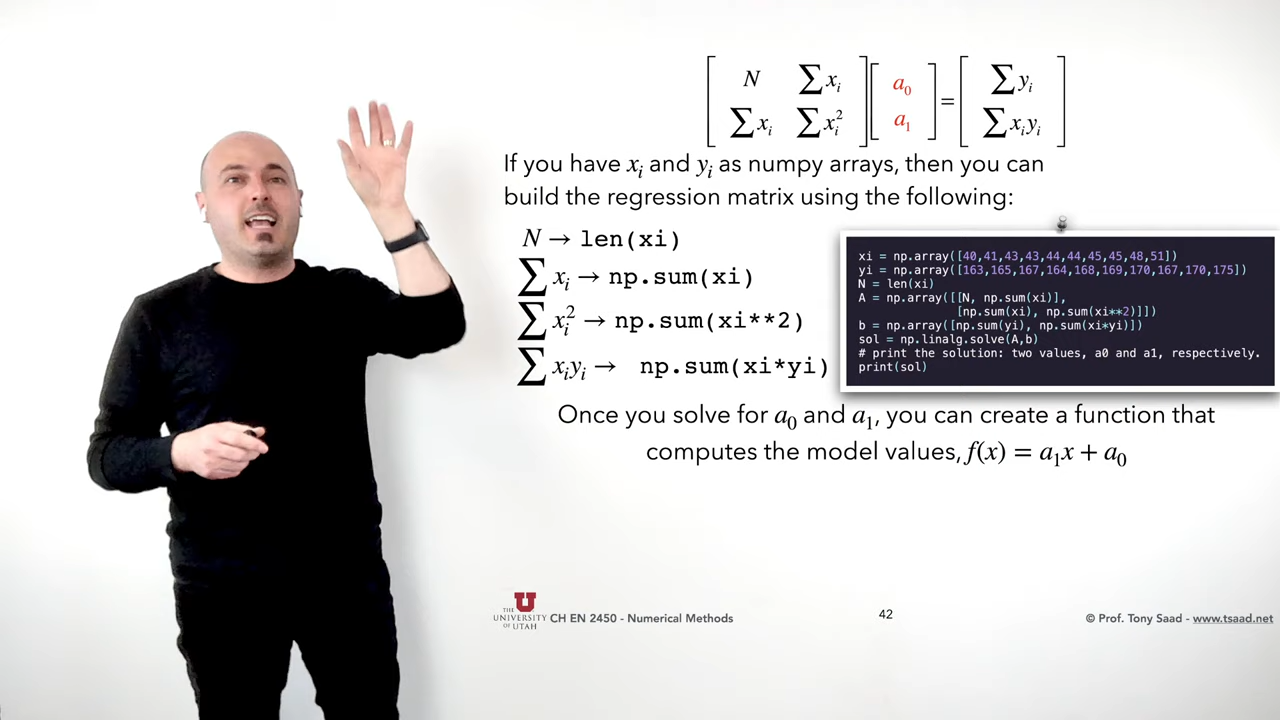 N ∑xᵢ a₀ = ∑yᵢ
∑xᵢ ∑xᵢ² a₁ ∑xᵢyᵢ
If you have xᵢ and yᵢ as numpy arrays, then you can
build the regression matrix using the following:
N → len(xi)
∑xᵢ → np.sum(xi)
∑xᵢ² → np.sum(xi**2)
∑xᵢyᵢ → np.sum(xi*yi)
xi = np.array([40,41,43,43,44,44,45,45,48,51])
yi = np.array([163,165,167,164,168,169,170,167,170,175])
N = len(xi)
A = np.array([[N, np.sum(xi)],
[np.sum(xi), np.sum(xi**2)]])
b = np.array([np.sum(yi), np.sum(xi*yi)])
sol = np.linalg.solve(A,b)
# print the solution: two values, a0 and a1, respectively.
print(sol)
Once you solve for a₀ and a₁, you can create a function that
computes the model values, f(x) = a₁x + a₀
THE
UNIVERSITY
OF UTAH
CH EN 2450 - Numerical Methods
42
© Prof. Tony Saad - www.tsaad.net